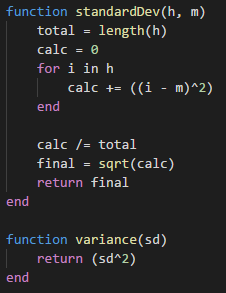 function standardDev(h, m)
    total = length(h)
    calc = 0
    for i in h
        calc += ((i - m)^2)
    end

    calc /= total
    final = sqrt(calc)
    return final
end

function variance(sd)
    return (sd^2)
end